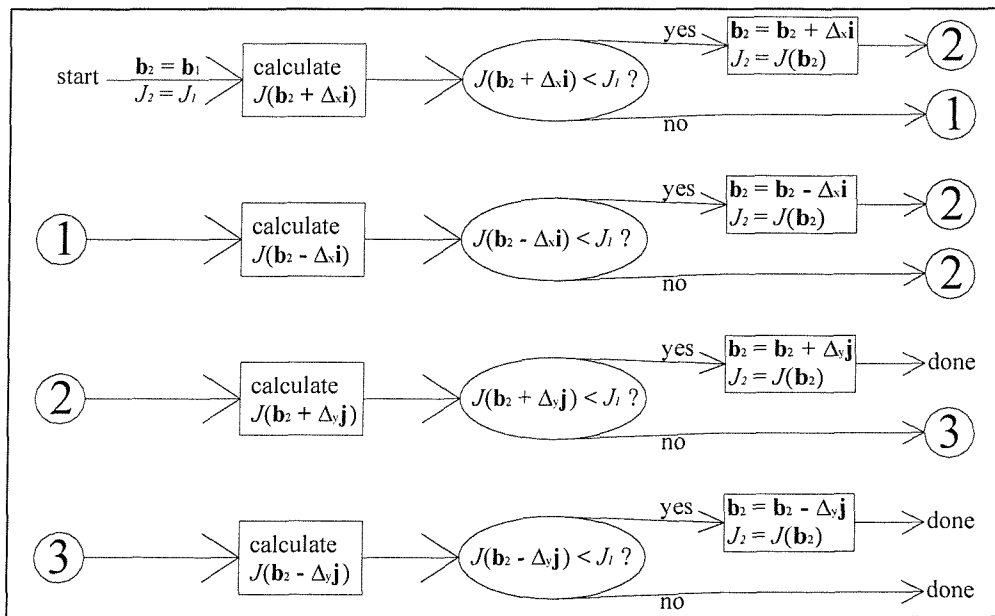 start
b₂ = b₁
J₂ = J₁
calculate
J(b₂ + Δₓi)
J(b₂ + Δₓi) < J₁ ?
yes
b₂ = b₂ + Δₓi
J₂ = J(b₂)
2
no
1
1
calculate
J(b₂ - Δₓi)
J(b₂ - Δₓi) < J₁ ?
yes
b₂ = b₂ - Δₓi
J₂ = J(b₂)
2
no
2
2
calculate
J(b₂ + Δyj)
J(b₂ + Δyj) < J₁ ?
yes
b₂ = b₂ + Δyj
J₂ = J(b₂)
done
no
3
3
calculate
J(b₂ - Δyj)
J(b₂ - Δyj) < J₁ ?
yes
b₂ = b₂ - Δyj
J₂ = J(b₂)
done
no
done